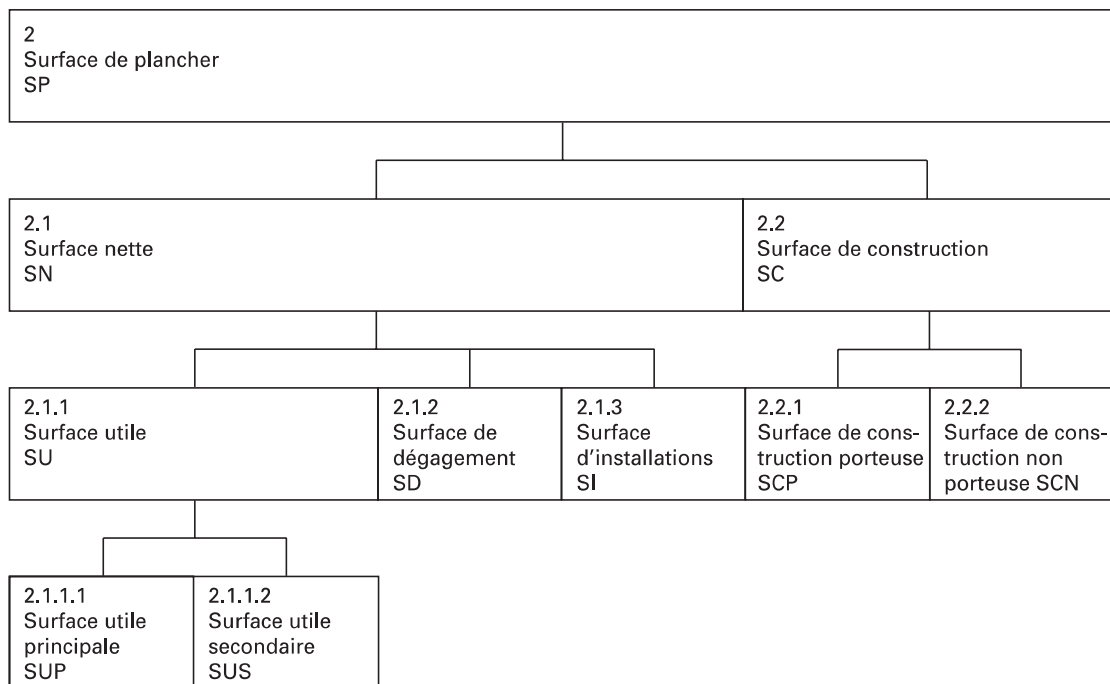 2
Surface de plancher
SP
2.1
Surface nette
SN
2.2
Surface de construction
SC
2.1.1
Surface utile
SU
2.1.2
Surface de
dégagement
SD
2.1.3
Surface
d'installations
SI
2.2.1
Surface de cons-
truction porteuse
SCP
2.2.2
Surface de cons-
truction non
porteuse SCN
2.1.1.1
Surface utile
principale
SUP
2.1.1.2
Surface utile
secondaire
SUS